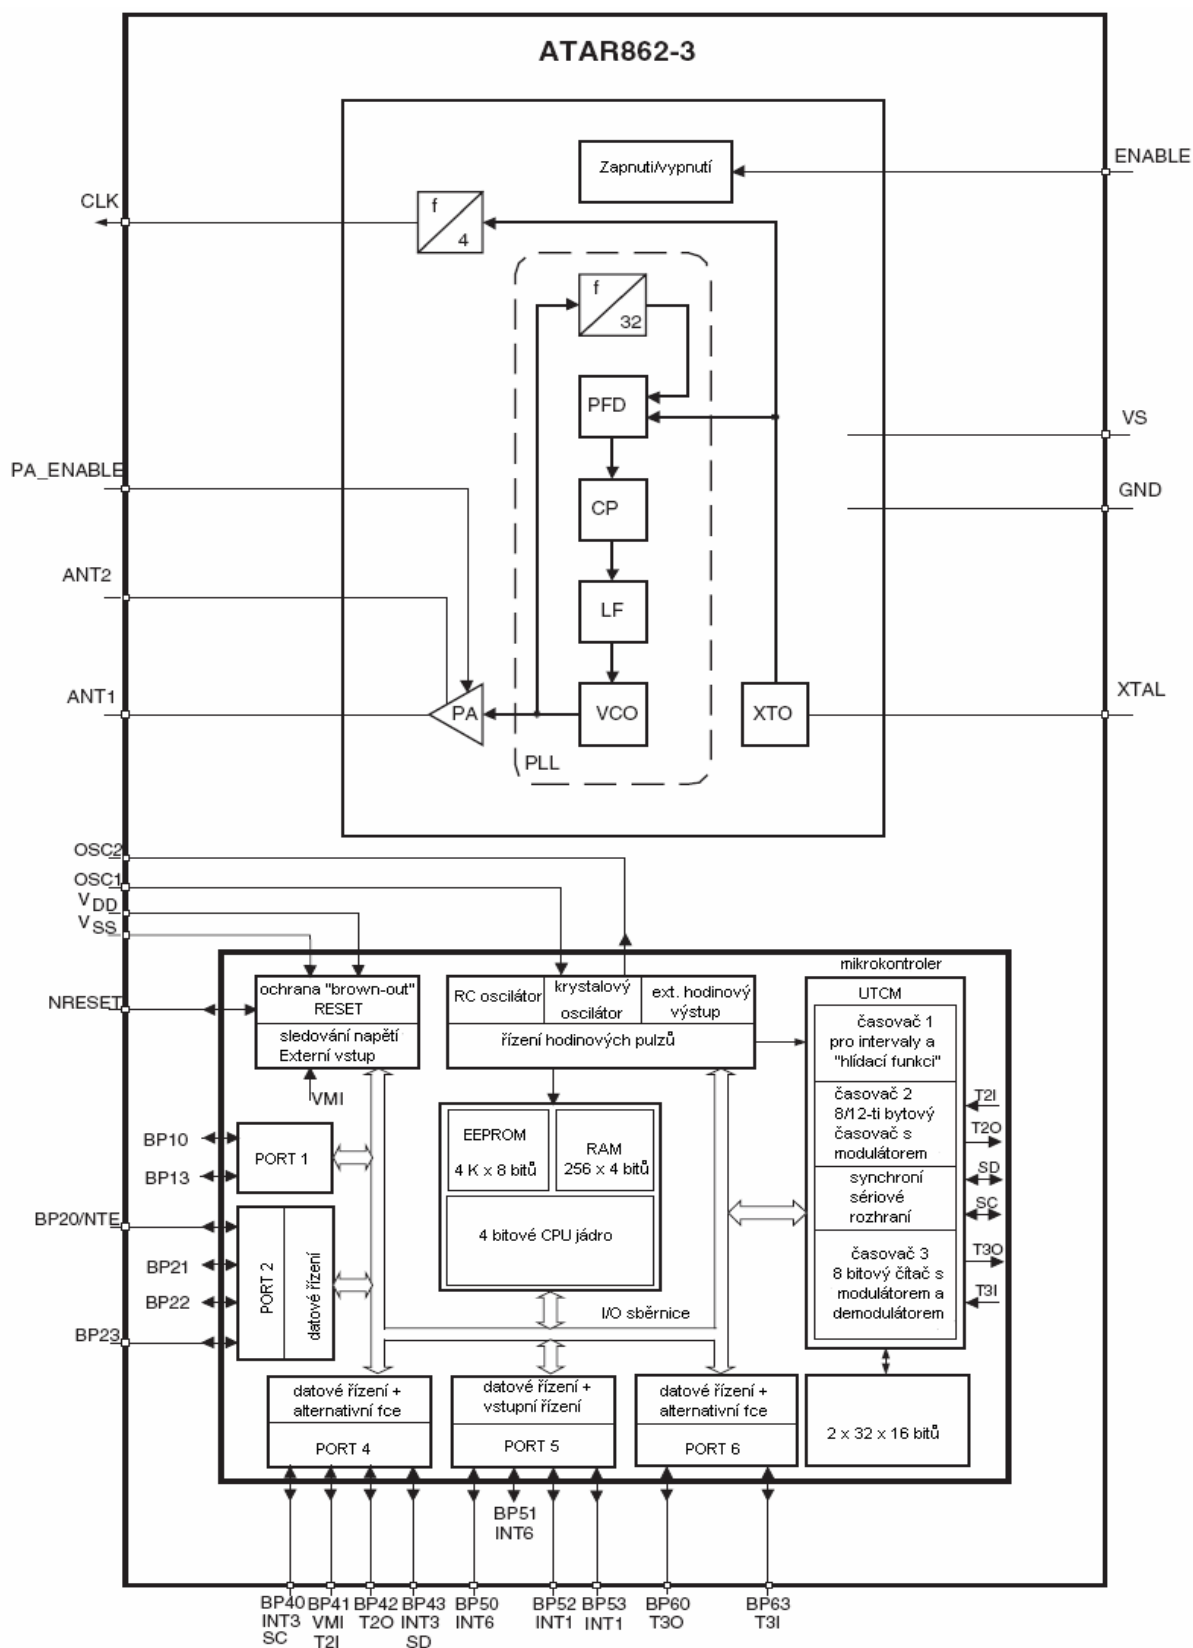 ATAR862-3
Zapnuti/vypnutí
ENABLE
CLK
f
4
f
32
PFD
VS
PA_ENABLE
GND
CP
ANT2
LF
ANT1
PA
VCO
XTO
XTAL
PLL
OSC2
OSC1
VDD
VSS
mikrokontroler
NRESET
ochrana "brown-out"
RESET
sledování napětí
Externí vstup
VMI
RC oscilátor
krystalový
oscilátor
ext. hodinový
výstup
řízení hodinových pulzů
UTCM
časovač 1
pro intervaly a
"hlídací funkci"
časovač 2
8/12-ti bytový
časovač s
modulátorem
synchroní
sériové
rozhraní
časovač 3
8 bitový čítač s
modulátorem a
demodulátorem
T2I
T2O
SD
SC
T3O
T3I
EEPROM
4 K x 8 bitů
RAM
256 x 4 bitů
4 bitové CPU jádro
I/O sběrnice
BP10
BP13
PORT 1
BP20/NTE
BP21
BP22
BP23
PORT 2
datové řízení
datové řízení +
alternativní fce
PORT 4
datové řízení +
vstupní řízení
PORT 5
datové řízení +
alternativní fce
PORT 6
2 x 32 x 16 bitů
BP51
INT6
BP40
INT3
SC
BP41
VMI
T2I
BP42
T2O
BP43
INT3
SD
BP50
INT6
BP52
INT1
BP53
INT1
BP60
T3O
BP63
T3I